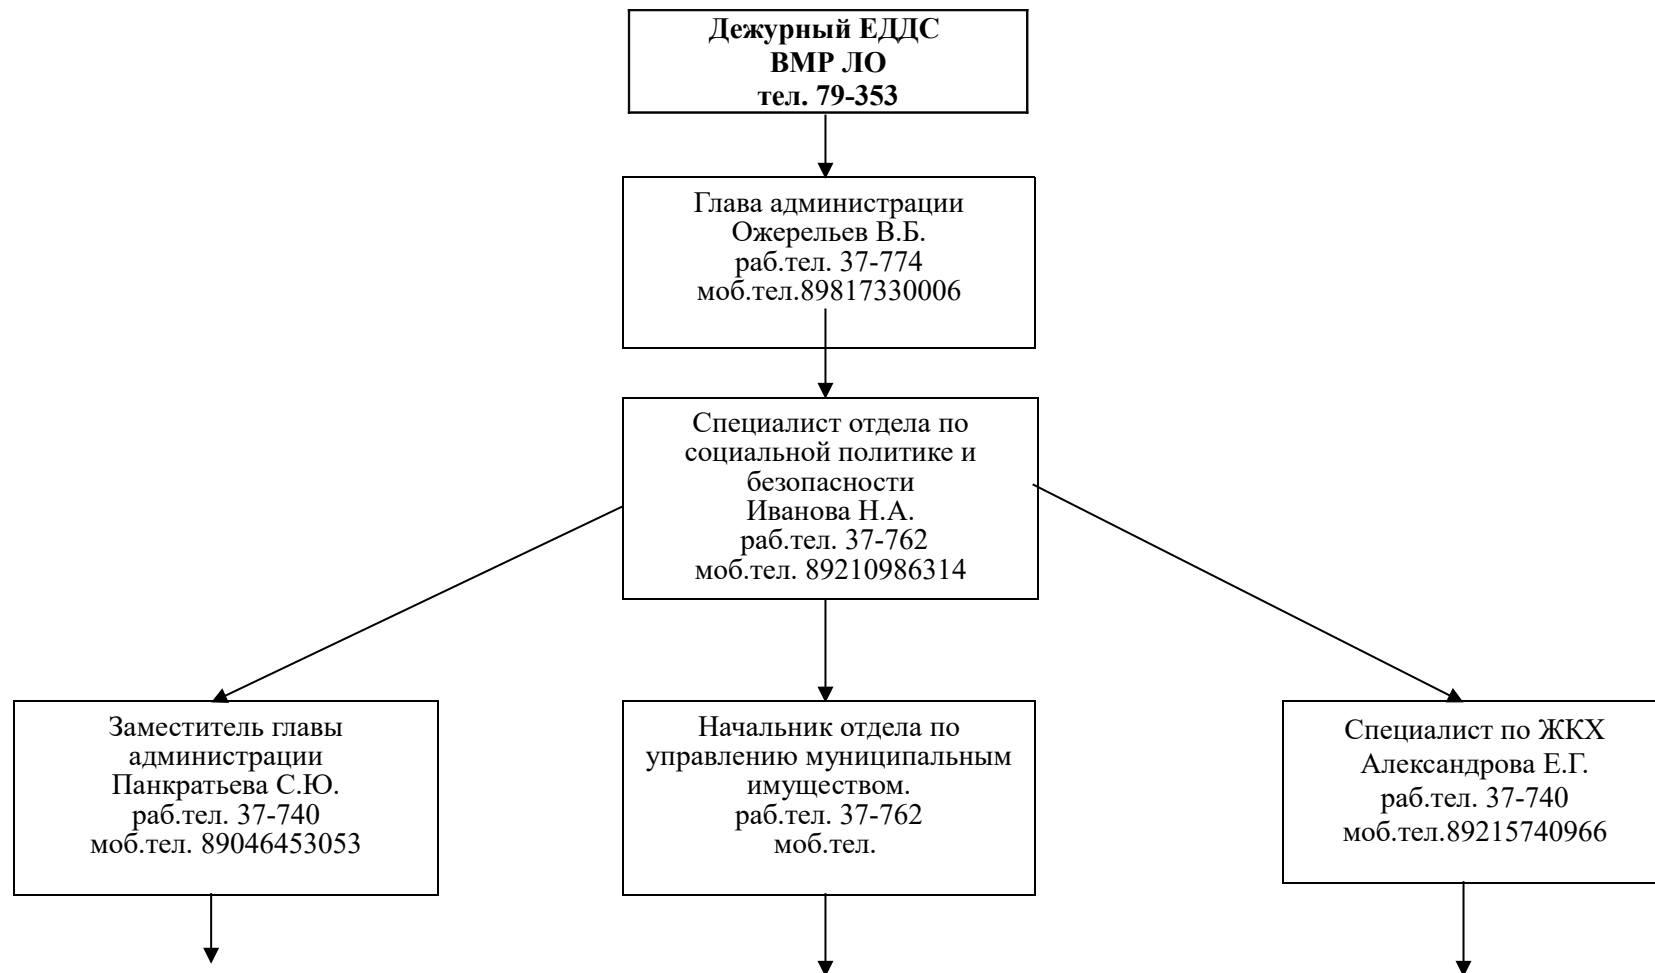 Дежурный ЕДДС
ВМР ЛО
тел. 79-353
Глава администрации
Ожерельев В.Б.
раб.тел. 37-774
моб.тел.89817330006
Специалист отдела по
социальной политике и
безопасности
Иванова Н.А.
раб.тел. 37-762
моб.тел. 89210986314
Заместитель главы
администрации
Панкратьева С.Ю.
раб.тел. 37-740
моб.тел. 89046453053
Начальник отдела по
управлению муниципальным
имуществом.
раб.тел. 37-762
моб.тел.
Специалист по ЖКХ
Александрова Е.Г.
раб.тел. 37-740
моб.тел.89215740966